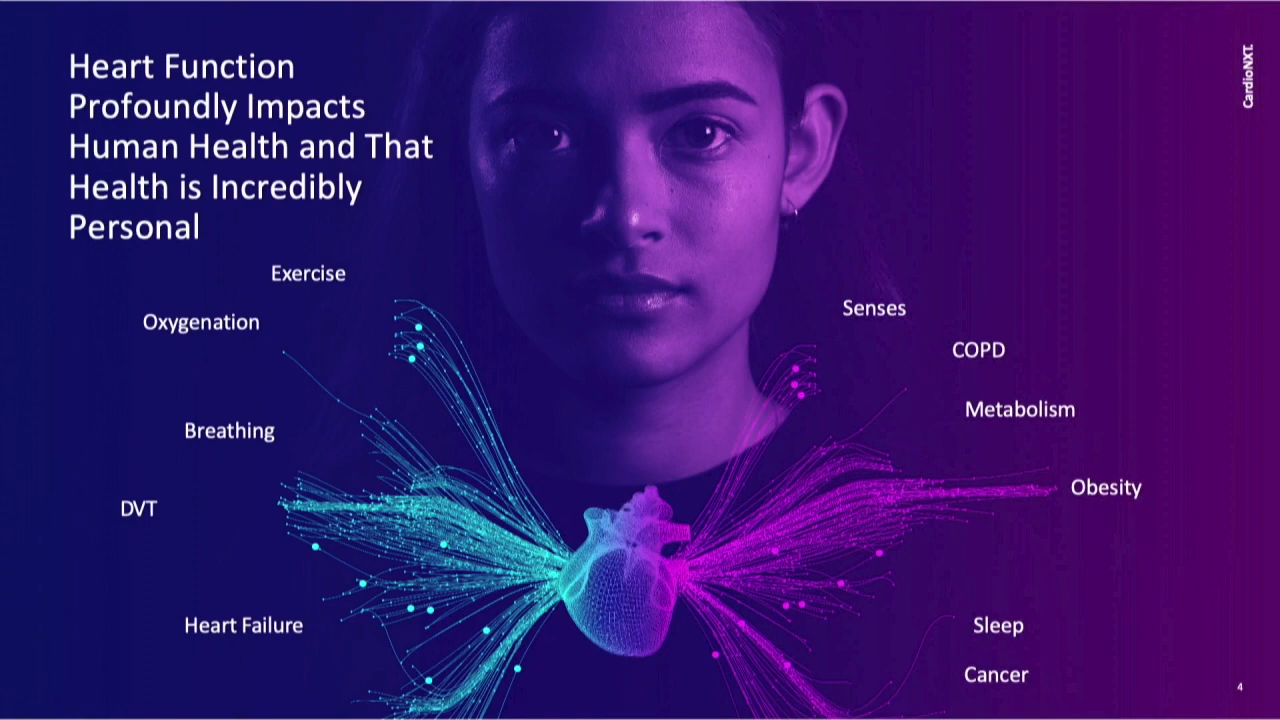 Heart Function
Profoundly Impacts
Human Health and That
Health is Incredibly
Personal
CardioNXT.
Exercise
Oxygenation
Breathing
DVT
Heart Failure
Senses
COPD
Metabolism
Obesity
Sleep
Cancer
4